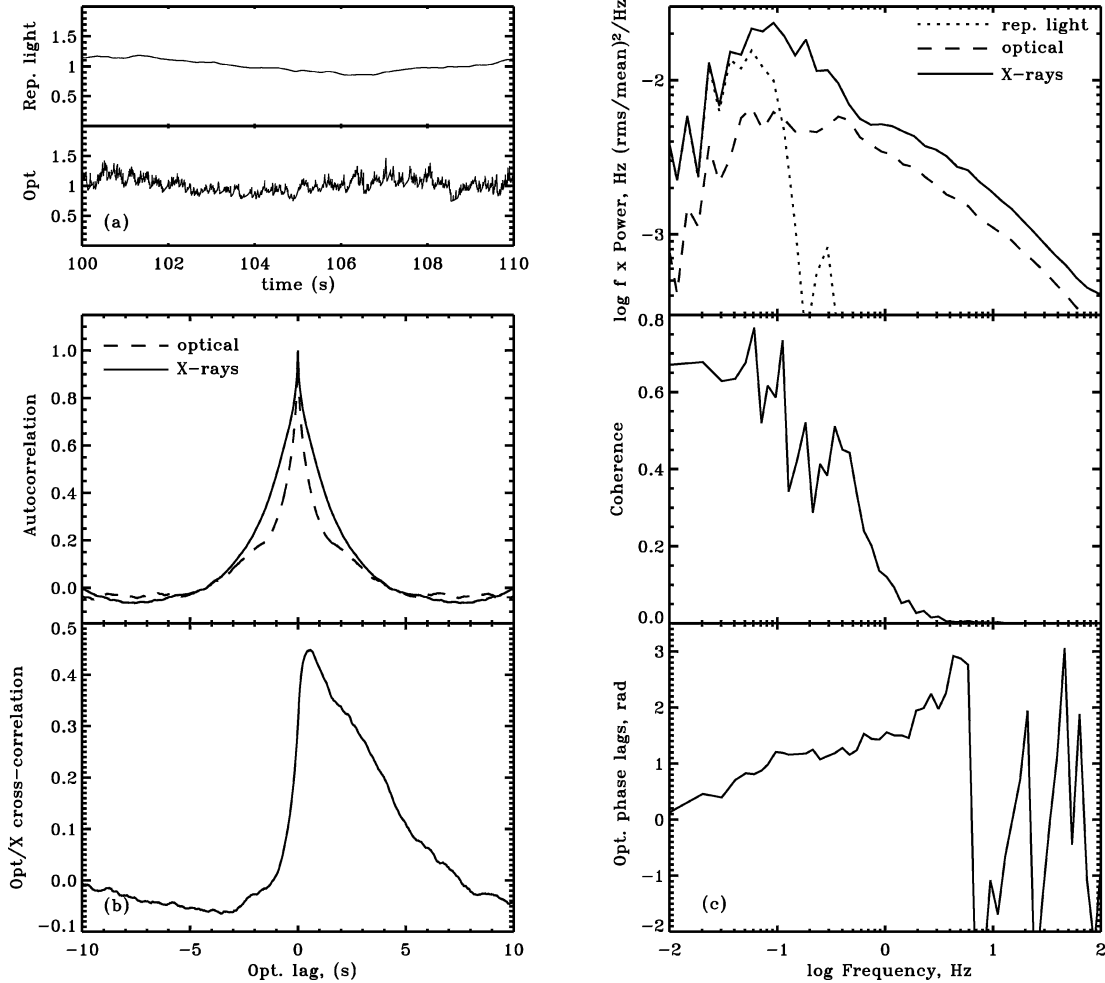 Rep. light
1.5
1.0
0.5
Opt
1.5
1.0
0.5
(a)
100 102 104 106 108 110
time (s)
optical
X-rays
Autocorrelation
1.0
0.8
0.6
0.4
0.2
0.0
Opt/X cross-correlation
0.5
0.4
0.3
0.2
0.1
0.0
-0.1
(b)
-10 -5 0 5 10
Opt. lag, (s)
log f x Power, Hz (rms/mean)²/Hz
rep. light
optical
X-rays
-2
-3
Coherence
0.8
0.6
0.4
0.2
0.0
Opt. phase lags, rad
3
2
1
0
-1
-2
(c)
-2 -1 0 1 2
log Frequency, Hz